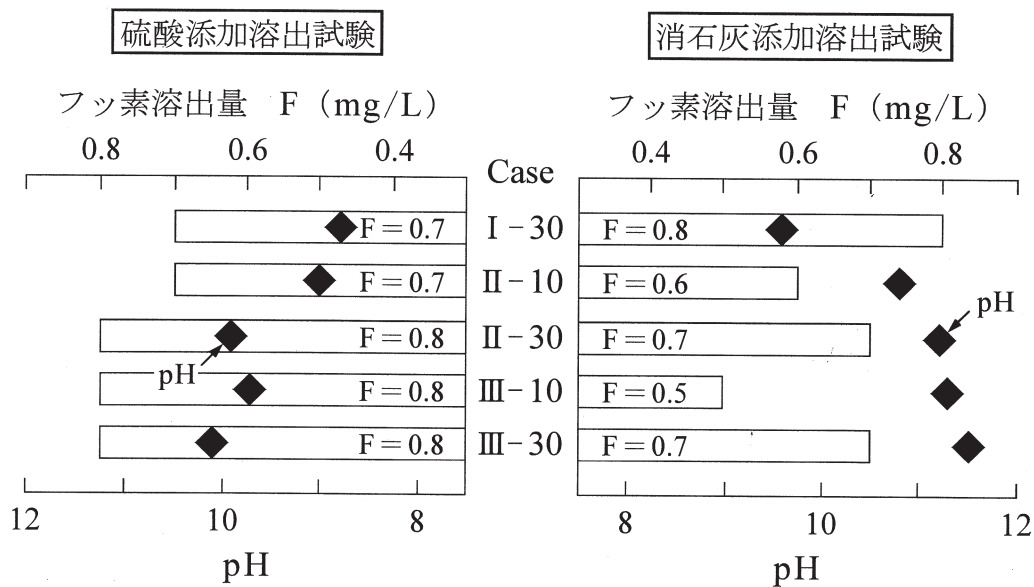 硫酸添加溶出試験
フッ素溶出量 F（mg/L）
0.8 0.6 0.4
F＝0.7
F＝0.7
F＝0.8
pH
F＝0.8
F＝0.8
12 10 8
pH
Case
Ⅰ－30
Ⅱ－10
Ⅱ－30
Ⅲ－10
Ⅲ－30
消石灰添加溶出試験
フッ素溶出量 F（mg/L）
0.4 0.6 0.8
F＝0.8
F＝0.6
pH
F＝0.7
F＝0.5
F＝0.7
8 10 12
pH